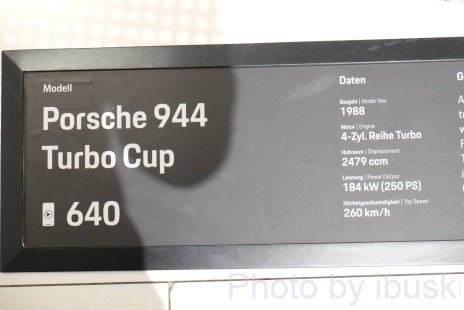 Modell
Porsche 944
Turbo Cup
640
Daten
Baujahr | Model Year
1988
Motor | Engine
4-Zyl. Reihe Turbo
Hubraum | Displacement
2479 ccm
Leistung | Power Output
184 kW (250 PS)
Höchstgeschwindigkeit | Top Speed
260 km/h
Photo by ibusk